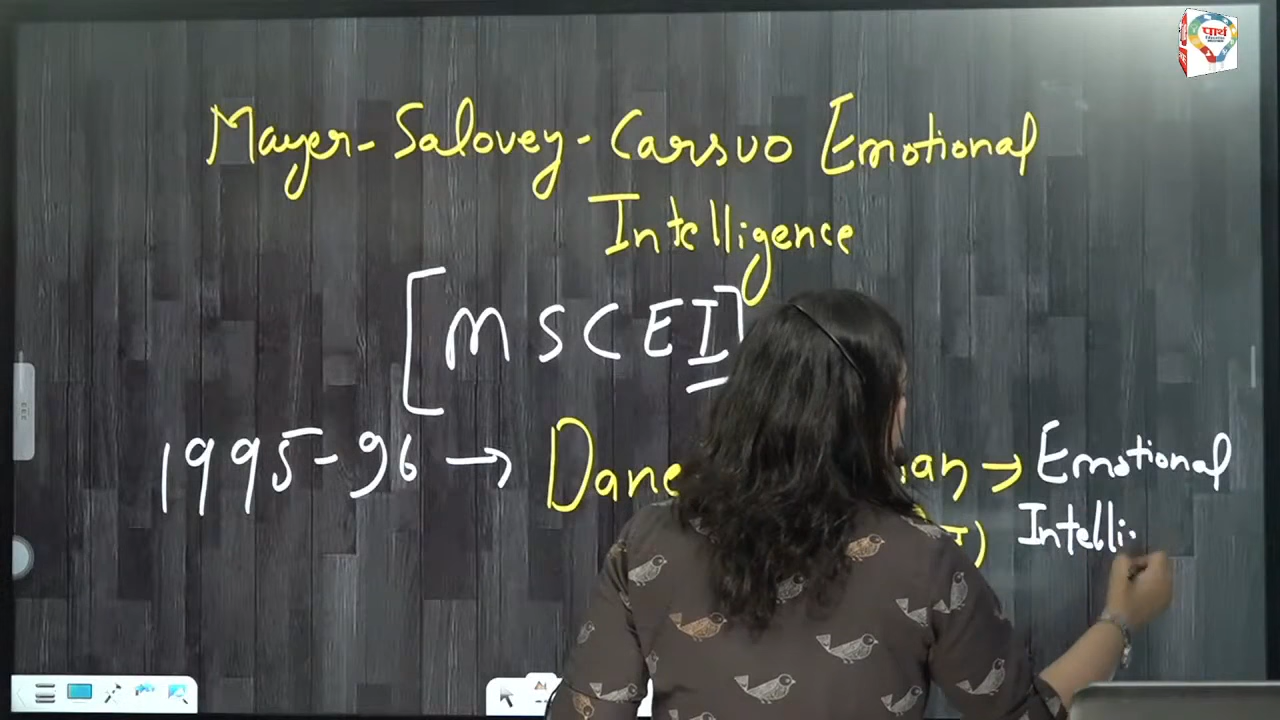 पार्थ
Mayer-Salovey-Carsuo Emotional
Intelligence
[MSCEI]
1995-96 → Dane an → Emotional
I) Intelli